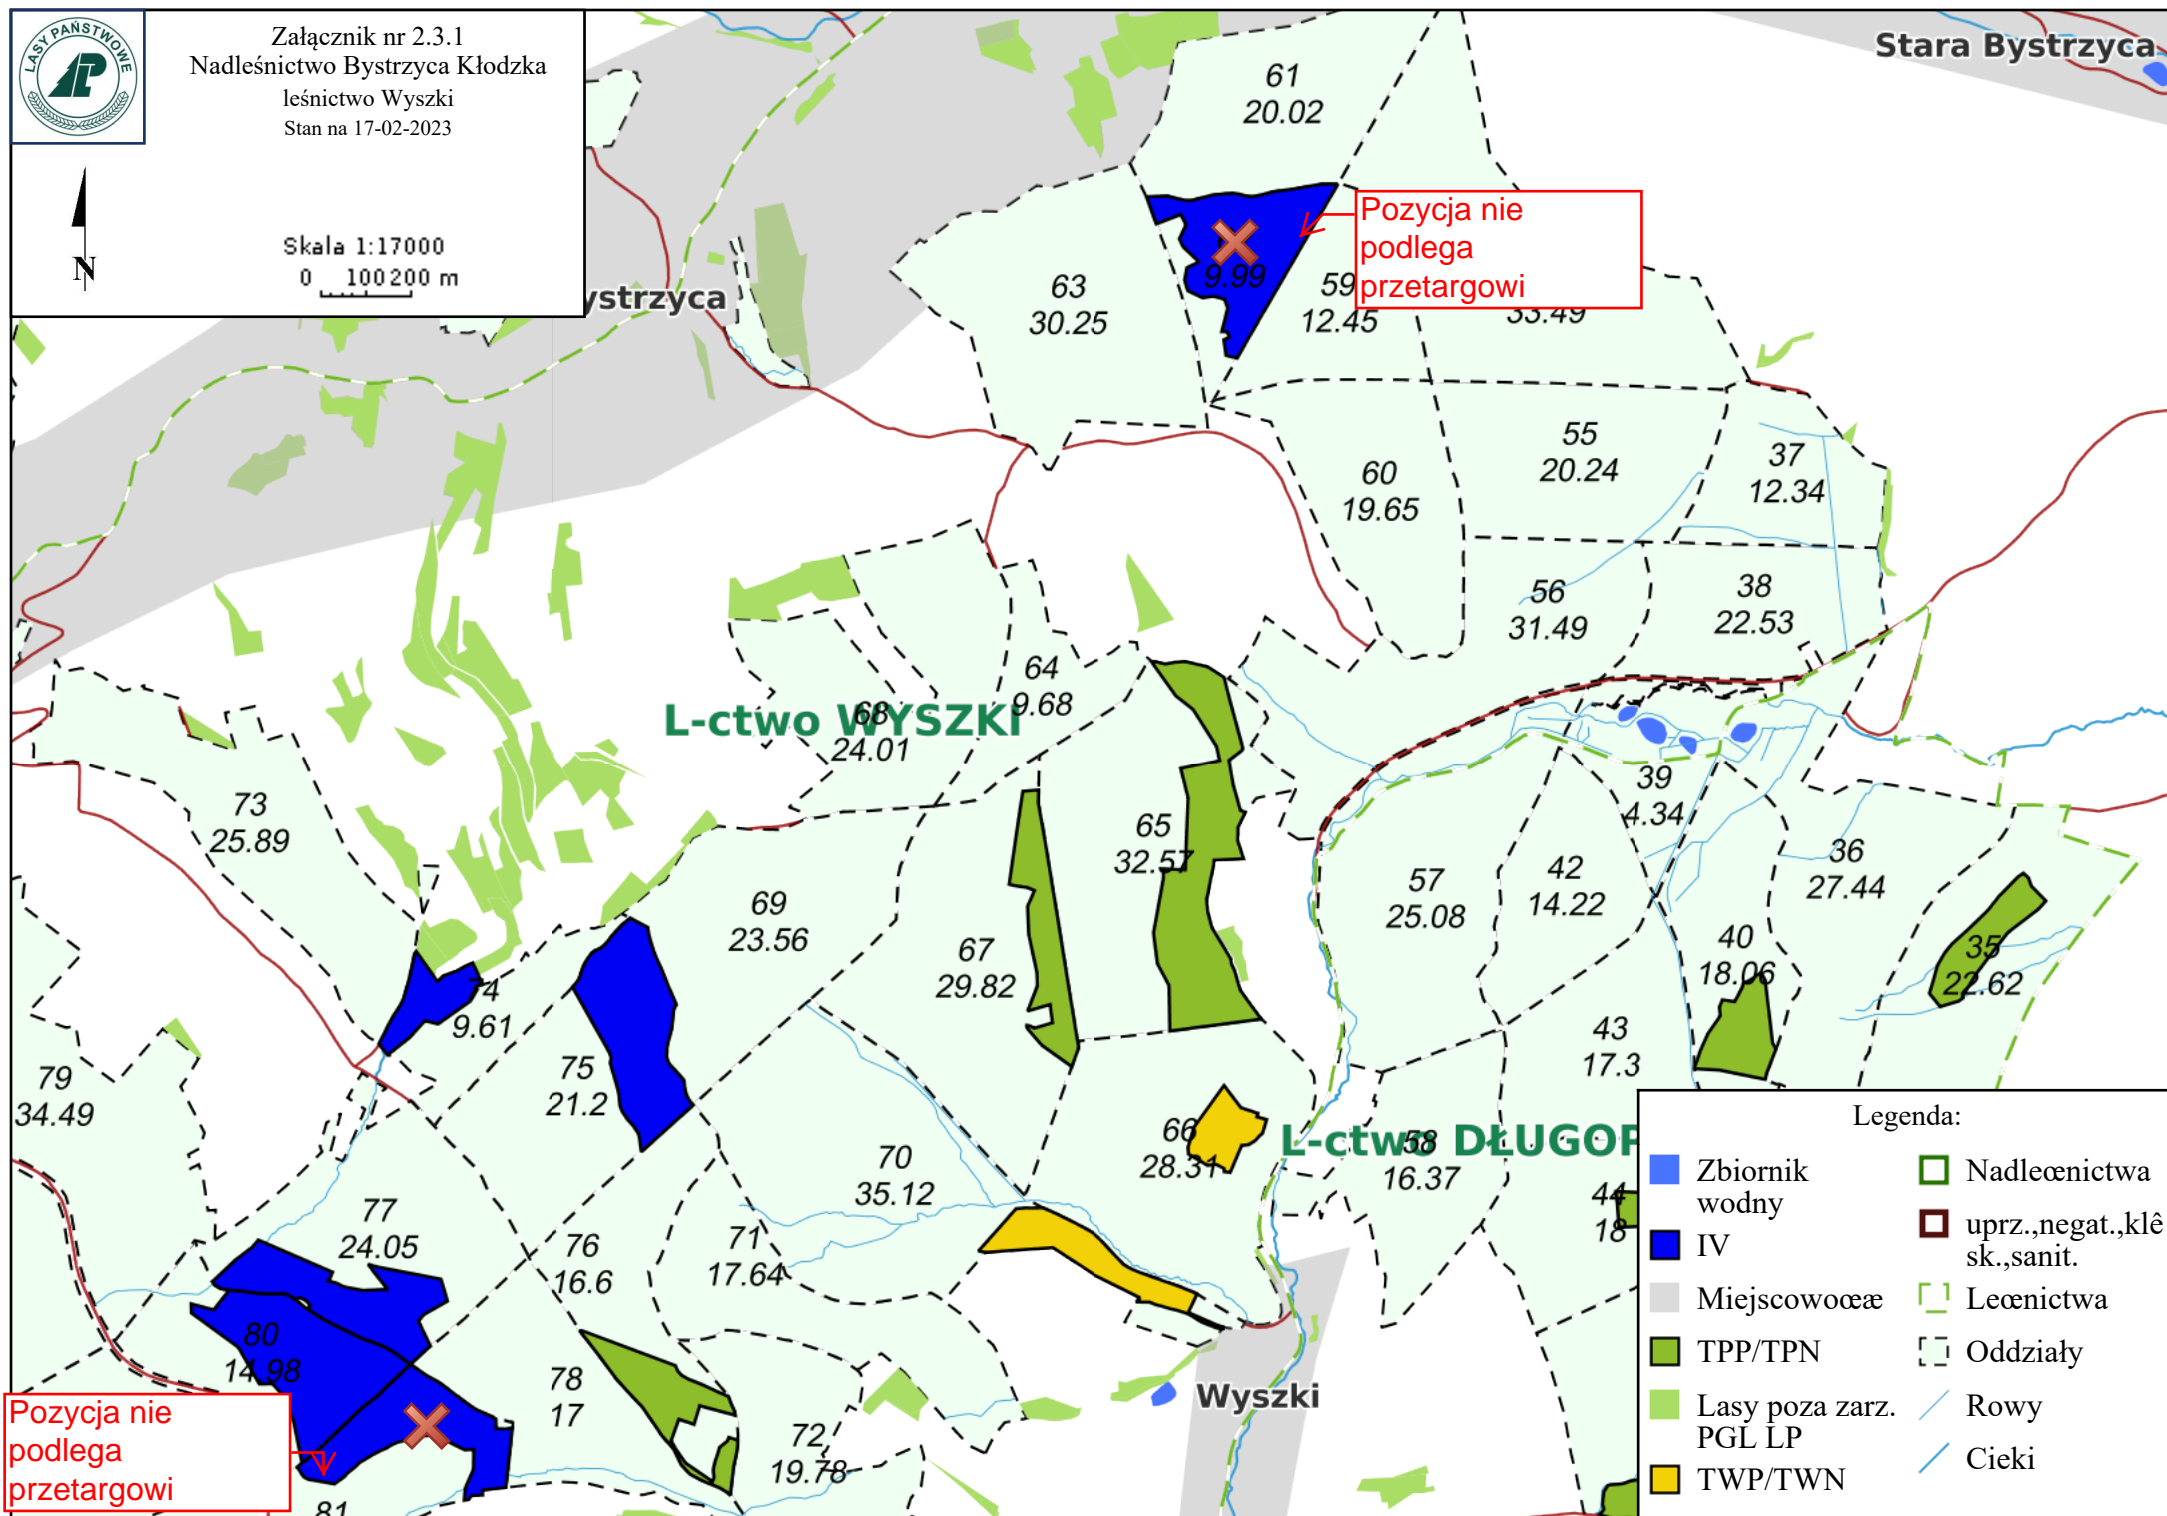 LASY PAŃSTWOWE
Załącznik nr 2.3.1
Nadleśnictwo Bystrzyca Kłodzka
leśnictwo Wyszki
Stan na 17-02-2023
N
Skala 1:17000
0 100 200 m
Stara Bystrzyca
ystrzyca
61
20.02
Pozycja nie
podlega
przetargowi
9.99
63
30.25
59
12.45
33.49
55
20.24
37
12.34
60
19.65
56
31.49
38
22.53
64
9.68
L-ctwo WYSZKI
68
24.01
73
25.89
65
32.57
39
4.34
36
27.44
57
25.08
42
14.22
69
23.56
67
29.82
40
18.06
35
22.62
74
9.61
43
17.3
75
21.2
79
34.49
66
28.31
L-ctwo DŁUGOP
58
16.37
70
35.12
44
18
77
24.05
76
16.6
71
17.64
80
14.98
78
17
Wyszki
72
19.78
Pozycja nie
podlega
przetargowi
81
Legenda:
Zbiornik
wodny
IV
Miejscowoœæ
TPP/TPN
Lasy poza zarz.
PGL LP
TWP/TWN
Nadleœnictwa
uprz.,negat.,klê
sk.,sanit.
Leœnictwa
Oddziały
Rowy
Cieki